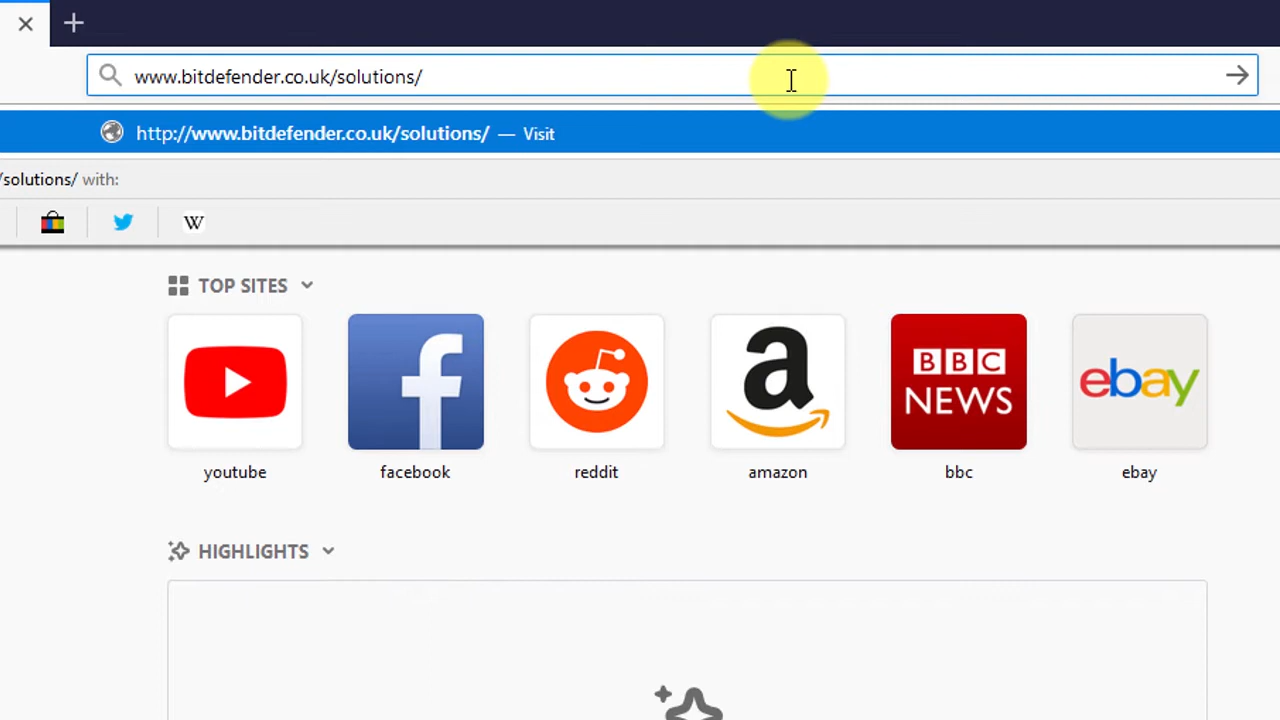 www.bitdefender.co.uk/solutions/
http://www.bitdefender.co.uk/solutions/ — Visit
/solutions/ with:
W
TOP SITES
f
a
BBC
NEWS
ebay
youtube
facebook
reddit
amazon
bbc
ebay
HIGHLIGHTS